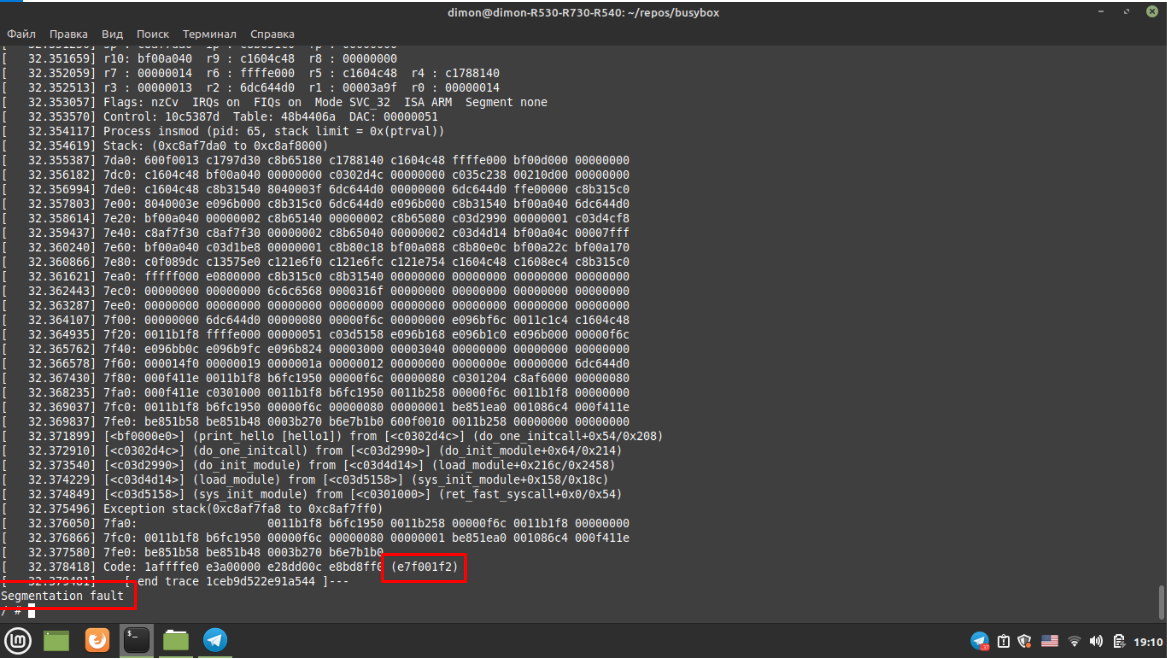 dimon@dimon-R530-R730-R540: ~/repos/busybox
Файл Правка Вид Поиск Терминал Справка
[ 32.351659] r10: bf00a040 r9 : c1604c48 r8 : 00000000
[ 32.352059] r7 : 00000014 r6 : ffffe000 r5 : c1604c48 r4 : c1788140
[ 32.352513] r3 : 00000013 r2 : 6dc644d0 r1 : 00003a9f r0 : 00000014
[ 32.353057] Flags: nzCv IRQs on FIQs on Mode SVC_32 ISA ARM Segment none
[ 32.353570] Control: 10c5387d Table: 48b4406a DAC: 00000051
[ 32.354117] Process insmod (pid: 65, stack limit = 0x(ptrval))
[ 32.354619] Stack: (0xc8af7da0 to 0xc8af8000)
[ 32.355387] 7da0: 600f0013 c1797d30 c8b65180 c1788140 c1604c48 ffffe000 bf00d000 00000000
[ 32.356182] 7dc0: c1604c48 bf00a040 00000000 c0302d4c 00000000 c035c238 00210d00 00000000
[ 32.356994] 7de0: c1604c48 c8b31540 8040003f 6dc644d0 00000000 6dc644d0 ffe00000 c8b315c0
[ 32.357803] 7e00: 8040003e e096b000 c8b315c0 6dc644d0 e096b000 c8b31540 bf00a040 6dc644d0
[ 32.358614] 7e20: bf00a040 00000002 c8b65140 00000002 c8b65080 c03d2990 00000001 c03d4cf8
[ 32.359437] 7e40: c8af7f30 c8af7f30 00000002 c8b65040 00000002 c03d4d14 bf00a04c 00007fff
[ 32.360240] 7e60: bf00a040 c03d1be8 00000001 c8b80c18 bf00a088 c8b80e0c bf00a22c bf00a170
[ 32.360866] 7e80: c0f089dc c13575e0 c121e6f0 c121e6fc c121e754 c1604c48 c1608ec4 c8b315c0
[ 32.361621] 7ea0: fffff000 e0800000 c8b315c0 c8b31540 00000000 00000000 00000000 00000000
[ 32.362443] 7ec0: 00000000 00000000 6c6c6568 0000316f 00000000 00000000 00000000 00000000
[ 32.363287] 7ee0: 00000000 00000000 00000000 00000000 00000000 00000000 00000000 00000000
[ 32.364107] 7f00: 00000000 6dc644d0 00000080 00000f6c 00000000 e096bf6c 0011c1c4 c1604c48
[ 32.364935] 7f20: 0011b1f8 ffffe000 00000051 c03d5158 e096b168 e096b1c0 e096b000 00000f6c
[ 32.365762] 7f40: e096bb0c e096b9fc e096b824 00003000 00003040 00000000 00000000 00000000
[ 32.366578] 7f60: 000014f0 00000019 0000001a 00000012 00000000 0000000e 00000000 6dc644d0
[ 32.367430] 7f80: 000f411e 0011b1f8 b6fc1950 00000f6c 00000080 c0301204 c8af6000 00000080
[ 32.368235] 7fa0: 000f411e c0301000 0011b1f8 b6fc1950 0011b258 00000f6c 0011b1f8 00000000
[ 32.369037] 7fc0: 0011b1f8 b6fc1950 00000f6c 00000080 00000001 be851ea0 001086c4 000f411e
[ 32.369837] 7fe0: be851b58 be851b48 0003b270 b6e7b1b0 600f0010 0011b258 00000000 00000000
[ 32.371899] [<bf0000e0>] (print_hello [hello1]) from [<c0302d4c>] (do_one_initcall+0x54/0x208)
[ 32.372910] [<c0302d4c>] (do_one_initcall) from [<c03d2990>] (do_init_module+0x64/0x214)
[ 32.373540] [<c03d2990>] (do_init_module) from [<c03d4d14>] (load_module+0x216c/0x2458)
[ 32.374229] [<c03d4d14>] (load_module) from [<c03d5158>] (sys_init_module+0x158/0x18c)
[ 32.374849] [<c03d5158>] (sys_init_module) from [<c0301000>] (ret_fast_syscall+0x0/0x54)
[ 32.375496] Exception stack(0xc8af7fa8 to 0xc8af7ff0)
[ 32.376050] 7fa0: 0011b1f8 b6fc1950 0011b258 00000f6c 0011b1f8 00000000
[ 32.376866] 7fc0: 0011b1f8 b6fc1950 00000f6c 00000080 00000001 be851ea0 001086c4 000f411e
[ 32.377580] 7fe0: be851b58 be851b48 0003b270 b6e7b1b0
[ 32.378418] Code: 1affffe0 e3a00000 e28dd00c e8bd8ff0 (e7f001f2)
[ 32.379481] ---[ end trace 1ceb9d522e91a544 ]---
Segmentation fault
/ #
19:10